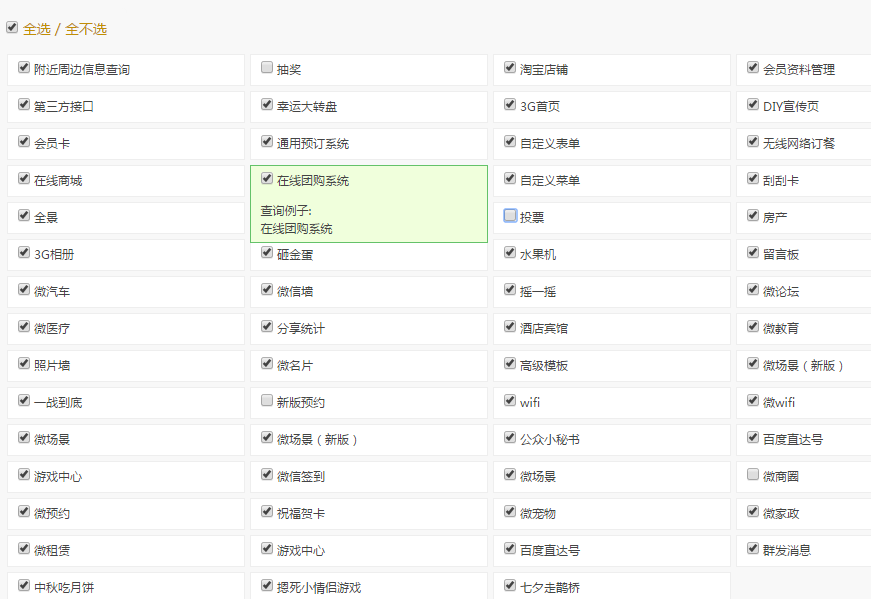 全选 / 全不选
附近周边信息查询
抽奖
淘宝店铺
会员资料管理
第三方接口
幸运大转盘
3G首页
DIY宣传页
会员卡
通用预订系统
自定义表单
无线网络订餐
在线商城
在线团购系统
自定义菜单
刮刮卡
查询例子:
在线团购系统
全景
投票
房产
3G相册
砸金蛋
水果机
留言板
微汽车
微信墙
摇一摇
微论坛
微医疗
分享统计
酒店宾馆
微教育
照片墙
微名片
高级模板
微场景（新版）
一战到底
新版预约
wifi
微wifi
微场景
微场景（新版）
公众小秘书
百度直达号
游戏中心
微信签到
微场景
微商圈
微预约
祝福贺卡
微宠物
微家政
微租赁
游戏中心
百度直达号
群发消息
中秋吃月饼
摁死小情侣游戏
七夕走鹊桥